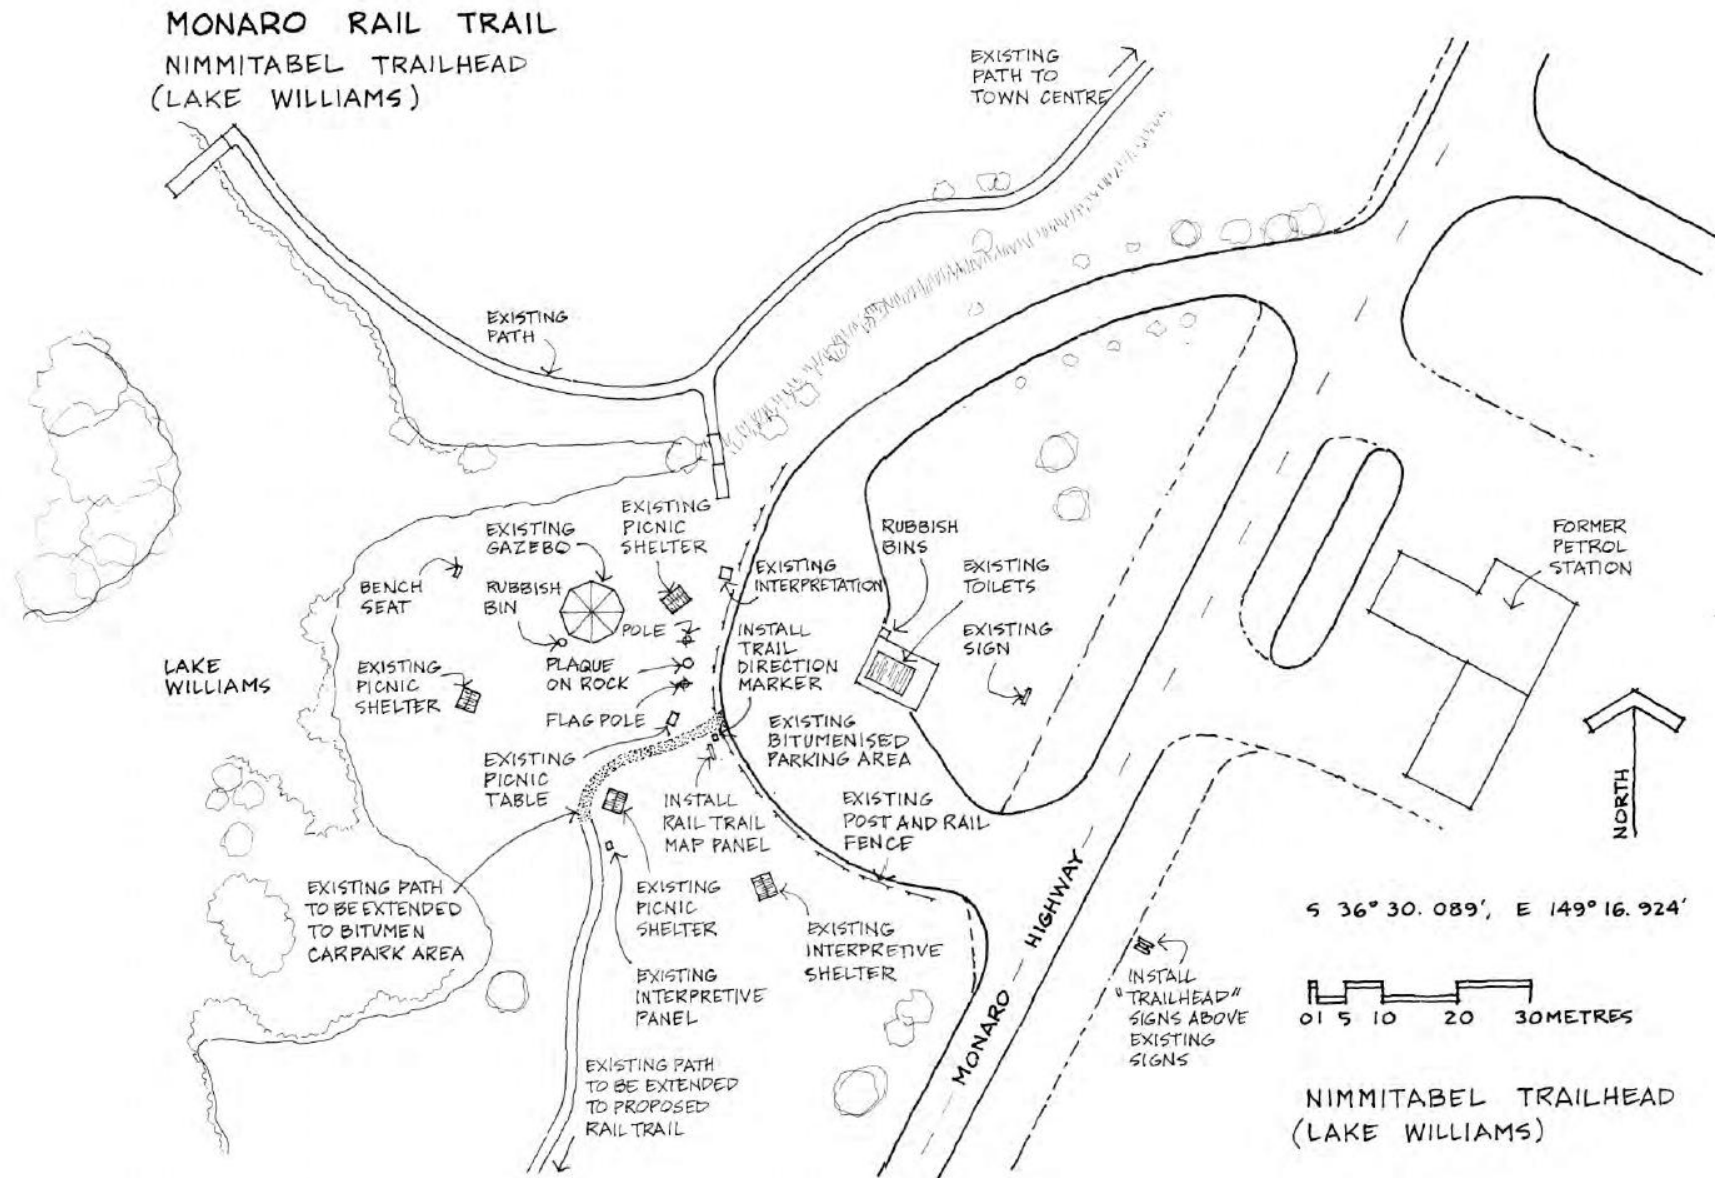 MONARO RAIL TRAIL
NIMMITABEL TRAILHEAD
(LAKE WILLIAMS)
EXISTING
PATH TO
TOWN CENTRE
EXISTING
PATH
EXISTING
GAZEBO
EXISTING
PICNIC
SHELTER
RUBBISH
BINS
EXISTING
TOILETS
FORMER
PETROL
STATION
BENCH
SEAT
RUBBISH
BIN
EXISTING
INTERPRETATION
POLE
INSTALL
TRAIL
DIRECTION
MARKER
EXISTING
SIGN
LAKE
WILLIAMS
EXISTING
PICNIC
SHELTER
PLAQUE
ON ROCK
FLAG POLE
EXISTING
BITUMENISED
PARKING AREA
EXISTING
PICNIC
TABLE
INSTALL
RAIL TRAIL
MAP PANEL
EXISTING
POST AND RAIL
FENCE
NORTH
EXISTING PATH
TO BE EXTENDED
TO BITUMEN
CARPARK AREA
EXISTING
PICNIC
SHELTER
EXISTING
INTERPRETIVE
SHELTER
MONARO HIGHWAY
S 36° 30. 089', E 149° 16. 924'
EXISTING
INTERPRETIVE
PANEL
INSTALL
"TRAILHEAD"
SIGNS ABOVE
EXISTING
SIGNS
01 5 10 20 30 METRES
EXISTING PATH
TO BE EXTENDED
TO PROPOSED
RAIL TRAIL
NIMMITABEL TRAILHEAD
(LAKE WILLIAMS)